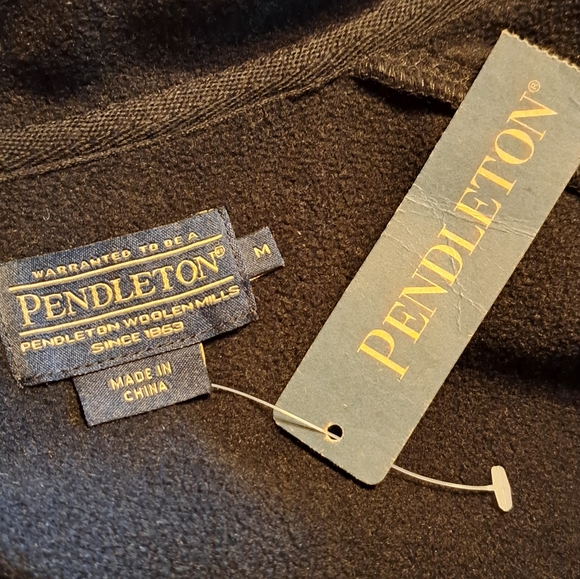 WARRANTED TO BE A
PENDLETON®
PENDLETON WOOLEN MILLS
SINCE 1863
M
MADE IN
CHINA
PENDLETON®